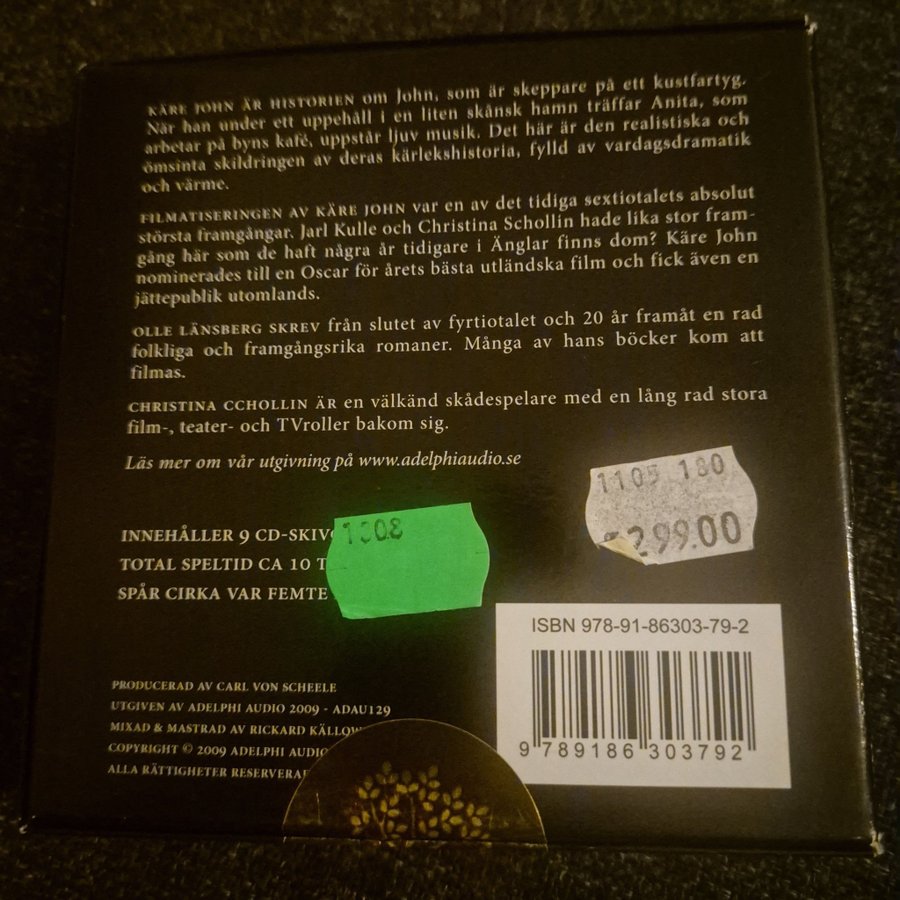 KÄRE JOHN ÄR HISTORIEN om John, som är skeppare på ett kustfartyg.
När han under ett uppehåll i en liten skånsk hamn träffar Anita, som
arbetar på byns kafé, uppstår ljuv musik. Det här är den realistiska och
ömsinta skildringen av deras kärlekshistoria, fylld av vardagsdramatik
och värme.
FILMATISERINGEN AV KÄRE JOHN var en av det tidiga sextiotalets absolut
största framgångar. Jarl Kulle och Christina Schollin hade lika stor fram-
gång här som de haft några år tidigare i Änglar finns dom? Käre John
nominerades till en Oscar för årets bästa utländska film och fick även en
jättepublik utomlands.
OLLE LÄNSBERG SKREV från slutet av fyrtiotalet och 20 år framåt en rad
folkliga och framgångsrika romaner. Många av hans böcker kom att
filmas.
CHRISTINA CCHOLLIN ÄR en välkänd skådespelare med en lång rad stora
film-, teater- och TVroller bakom sig.
Läs mer om vår utgivning på www.adelphiaudio.se
1105 180
299.00
1308
INNEHÅLLER 9 CD-SKIV
TOTAL SPELTID CA 10 T
SPÅR CIRKA VAR FEMTE
ISBN 978-91-86303-79-2
9 789186 303792
PRODUCERAD AV CARL VON SCHEELE
UTGIVEN AV ADELPHI AUDIO 2009 - ADAU129
MIXAD & MASTRAD AV RICKARD KÄLLOW
COPYRIGHT © 2009 ADELPHI AUDIO
ALLA RÄTTIGHETER RESERVERA